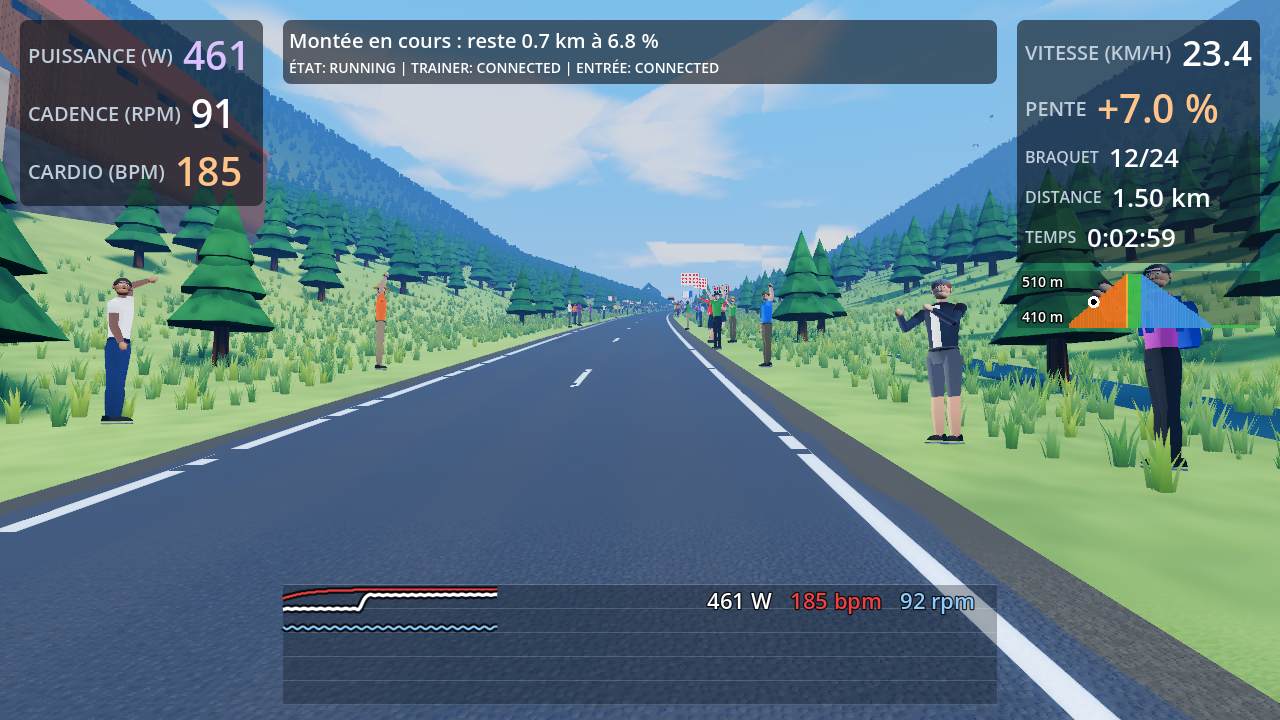 PUISSANCE (W) 461
CADENCE (RPM) 91
CARDIO (BPM) 185
Montée en cours : reste 0.7 km à 6.8 %
ÉTAT: RUNNING | TRAINER: CONNECTED | ENTRÉE: CONNECTED
VITESSE (KM/H) 23.4
PENTE +7.0 %
BRAQUET 12/24
DISTANCE 1.50 km
TEMPS 0:02:59
510 m
410 m
461 W 185 bpm 92 rpm